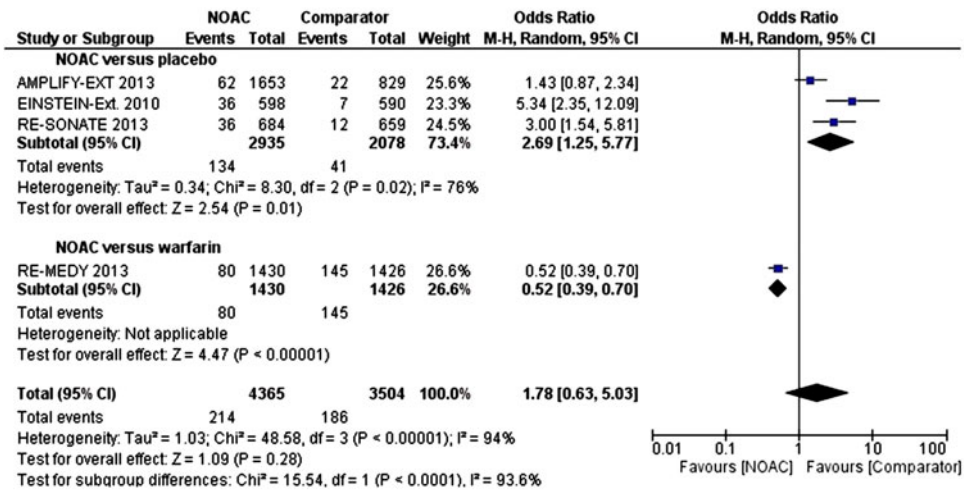 NOAC Comparator Odds Ratio Odds Ratio
Study or Subgroup Events Total Events Total Weight M-H, Random, 95% CI M-H, Random, 95% CI
NOAC versus placebo
AMPLIFY-EXT 2013 62 1653 22 829 25.6% 1.43 [0.87, 2.34]
EINSTEIN-Ext. 2010 36 598 7 590 23.3% 5.34 [2.35, 12.09]
RE-SONATE 2013 36 684 12 659 24.5% 3.00 [1.54, 5.81]
Subtotal (95% CI) 2935 2078 73.4% 2.69 [1.25, 5.77]
Total events 134 41
Heterogeneity: Tau² = 0.34; Chi² = 8.30, df = 2 (P = 0.02); I² = 76%
Test for overall effect: Z = 2.54 (P = 0.01)
NOAC versus warfarin
RE-MEDY 2013 80 1430 145 1426 26.6% 0.52 [0.39, 0.70]
Subtotal (95% CI) 1430 1426 26.6% 0.52 [0.39, 0.70]
Total events 80 145
Heterogeneity: Not applicable
Test for overall effect: Z = 4.47 (P < 0.00001)
Total (95% CI) 4365 3504 100.0% 1.78 [0.63, 5.03]
Total events 214 186
Heterogeneity: Tau² = 1.03; Chi² = 48.58, df = 3 (P < 0.00001); I² = 94%
Test for overall effect: Z = 1.09 (P = 0.28)
Test for subgroup differences: Chi² = 15.54, df = 1 (P < 0.0001), I² = 93.6%
0.01 0.1 1 10 100
Favours [NOAC] Favours [Comparator]